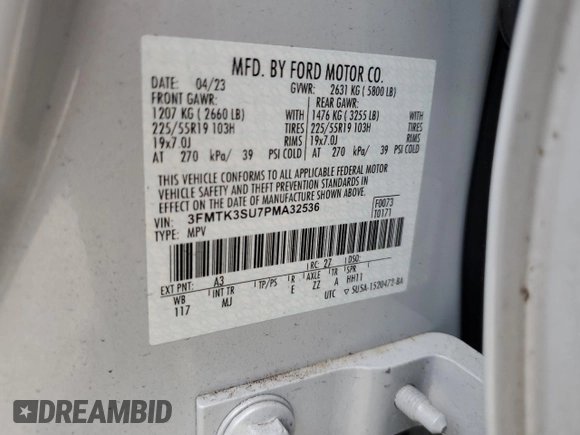 MFD. BY FORD MOTOR CO.
DATE: 04/23 GVWR: 2631 KG ( 5800 LB)
FRONT GAWR: REAR GAWR:
1207 KG ( 2660 LB) WITH 1476 KG ( 3255 LB) WITH
225/55R19 103H TIRES 225/55R19 103H TIRES
19x7.0J RIMS 19x7.0J RIMS
AT 270 kPa/ 39 PSI COLD AT 270 kPa/ 39 PSI COLD
THIS VEHICLE CONFORMS TO ALL APPLICABLE FEDERAL MOTOR
VEHICLE SAFETY AND THEFT PREVENTION STANDARDS IN
EFFECT ON THE DATE OF MANUFACTURE SHOWN ABOVE.
VIN: 3FMTK3SU7PMA32536 F0073
TYPE: MPV T0171
EXT PNT: A3 RC: 27 DSO:
WB INT TR TP/PS R AXLE TR SPR
117 MJ E ZZ A HH11
UTC ▽ 5U5A-1520472-BA
DREAMBID